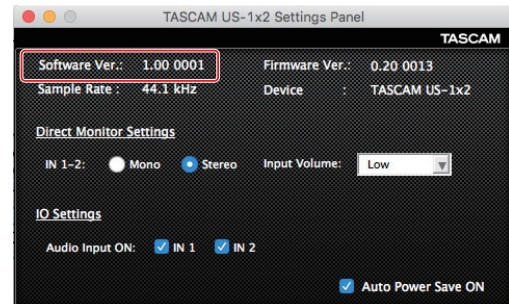 TASCAM US-1x2 Settings Panel
TASCAM
Software Ver.: 1.00 0001 Firmware Ver.: 0.20 0013
Sample Rate : 44.1 kHz Device : TASCAM US-1x2
Direct Monitor Settings
IN 1-2: Mono Stereo Input Volume: Low
IO Settings
Audio Input ON: IN 1 IN 2
Auto Power Save ON